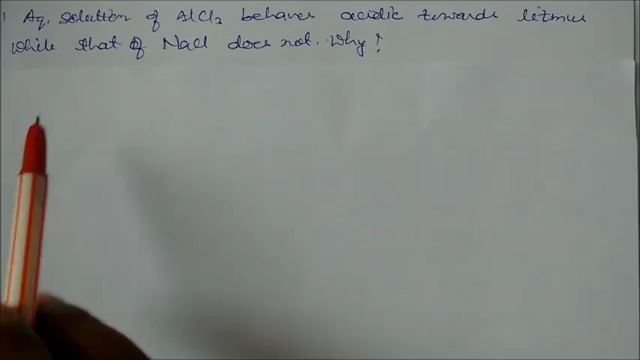 ) Aq. solution of AlCl₃ behaves acidic towards litmus
while that of NaCl does not. Why?